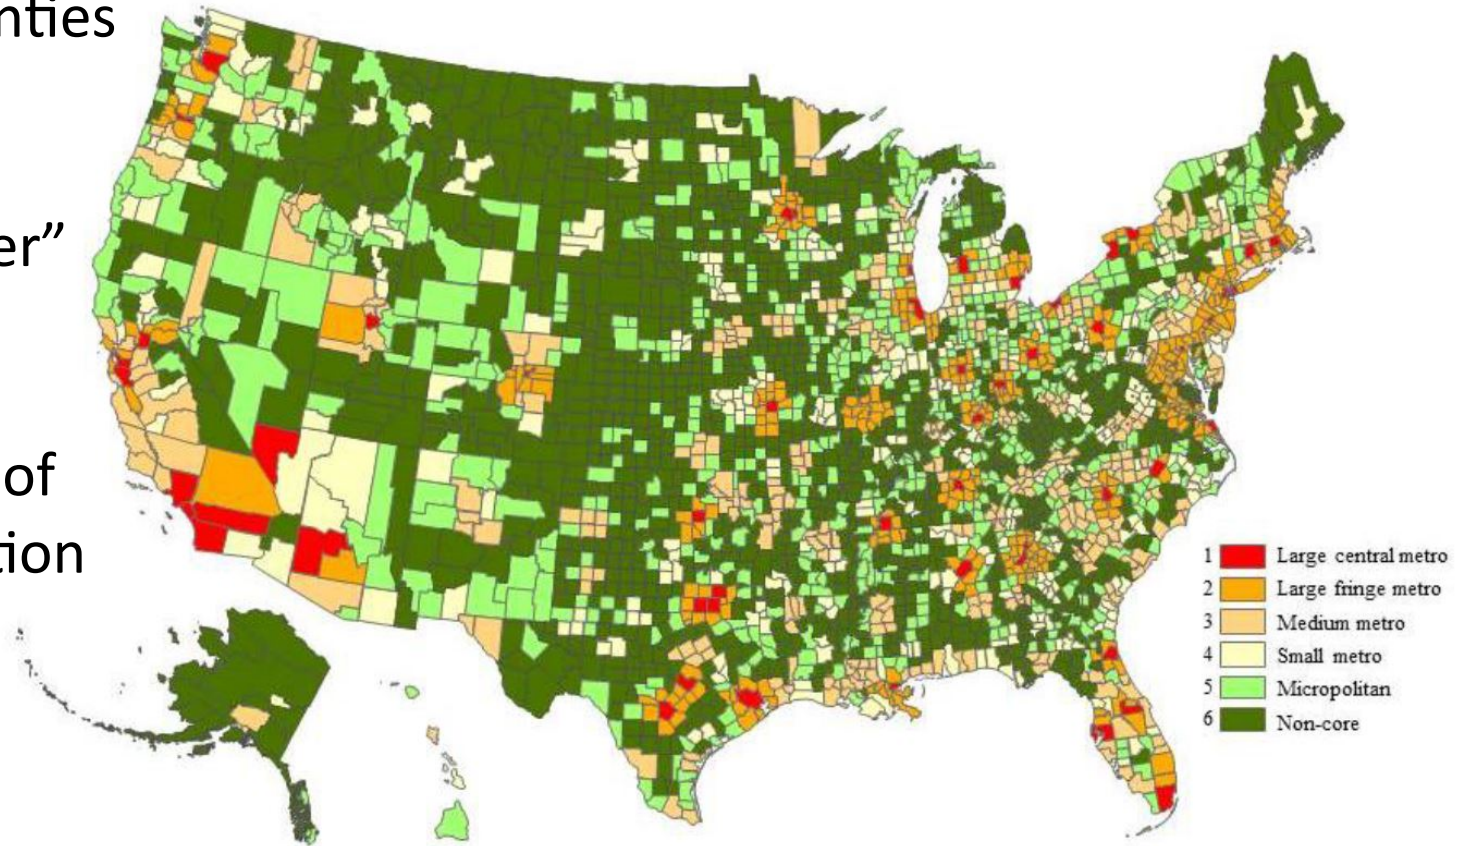 nties
er”
of
tion
1 Large central metro
2 Large fringe metro
3 Medium metro
4 Small metro
5 Micropolitan
6 Non-core